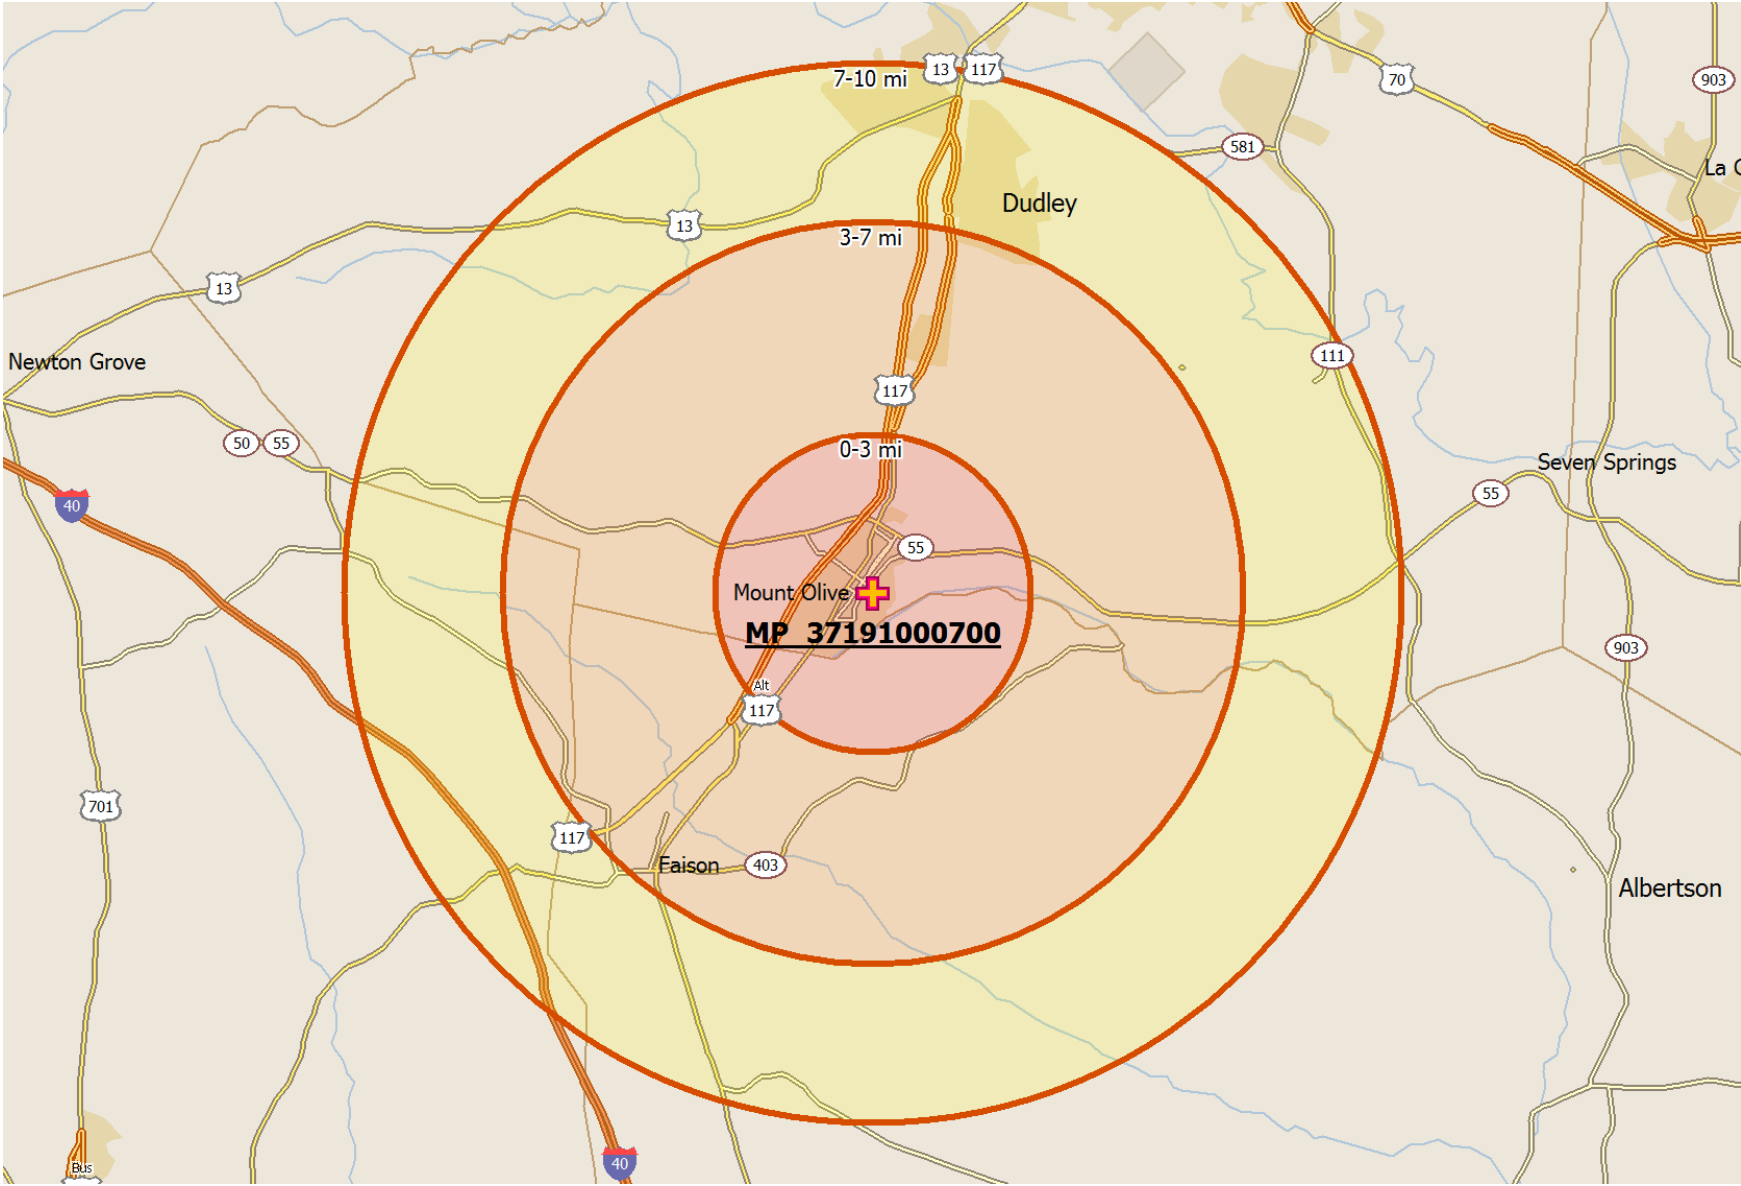 13
117
7-10 mi
70
903
581
La C
Dudley
13
3-7 mi
13
111
Newton Grove
117
50
55
0-3 mi
Seven Springs
40
55
55
Mount Olive
MP 37191000700
903
Alt
117
701
117
Faison
403
Albertson
40
Bus